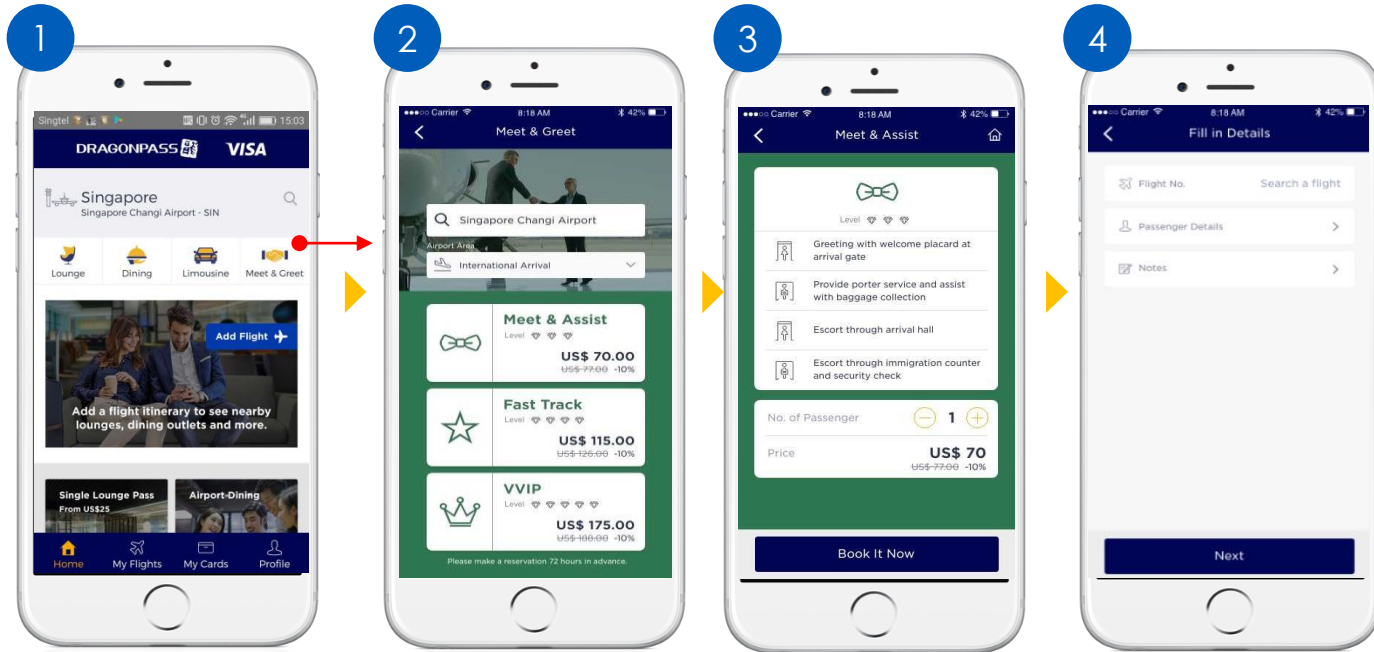 1
Singtel 15:03
DRAGONPASS VISA
Singapore
Singapore Changi Airport - SIN
Lounge Dining Limousine Meet & Greet
Add Flight
Add a flight itinerary to see nearby
lounges, dining outlets and more.
Single Lounge Pass
From US$25
Airport-Dining
Home My Flights My Cards Profile
2
Carrier 8:18 AM 42%
Meet & Greet
Singapore Changi Airport
Airport Area
International Arrival
Meet & Assist
Level
US$ 70.00
US$ 77.00 -10%
Fast Track
Level
US$ 115.00
US$ 126.00 -10%
VVIP
Level
US$ 175.00
US$ 188.00 -10%
Please make a reservation 72 hours in advance.
3
Carrier 8:18 AM 42%
Meet & Assist
Level
Greeting with welcome placard at
arrival gate
Provide porter service and assist
with baggage collection
Escort through arrival hall
Escort through immigration counter
and security check
No. of Passenger 1
Price US$ 70
US$ 77.00 -10%
Book It Now
4
Carrier 8:18 AM 42%
Fill in Details
Flight No. Search a flight
Passenger Details
Notes
Next